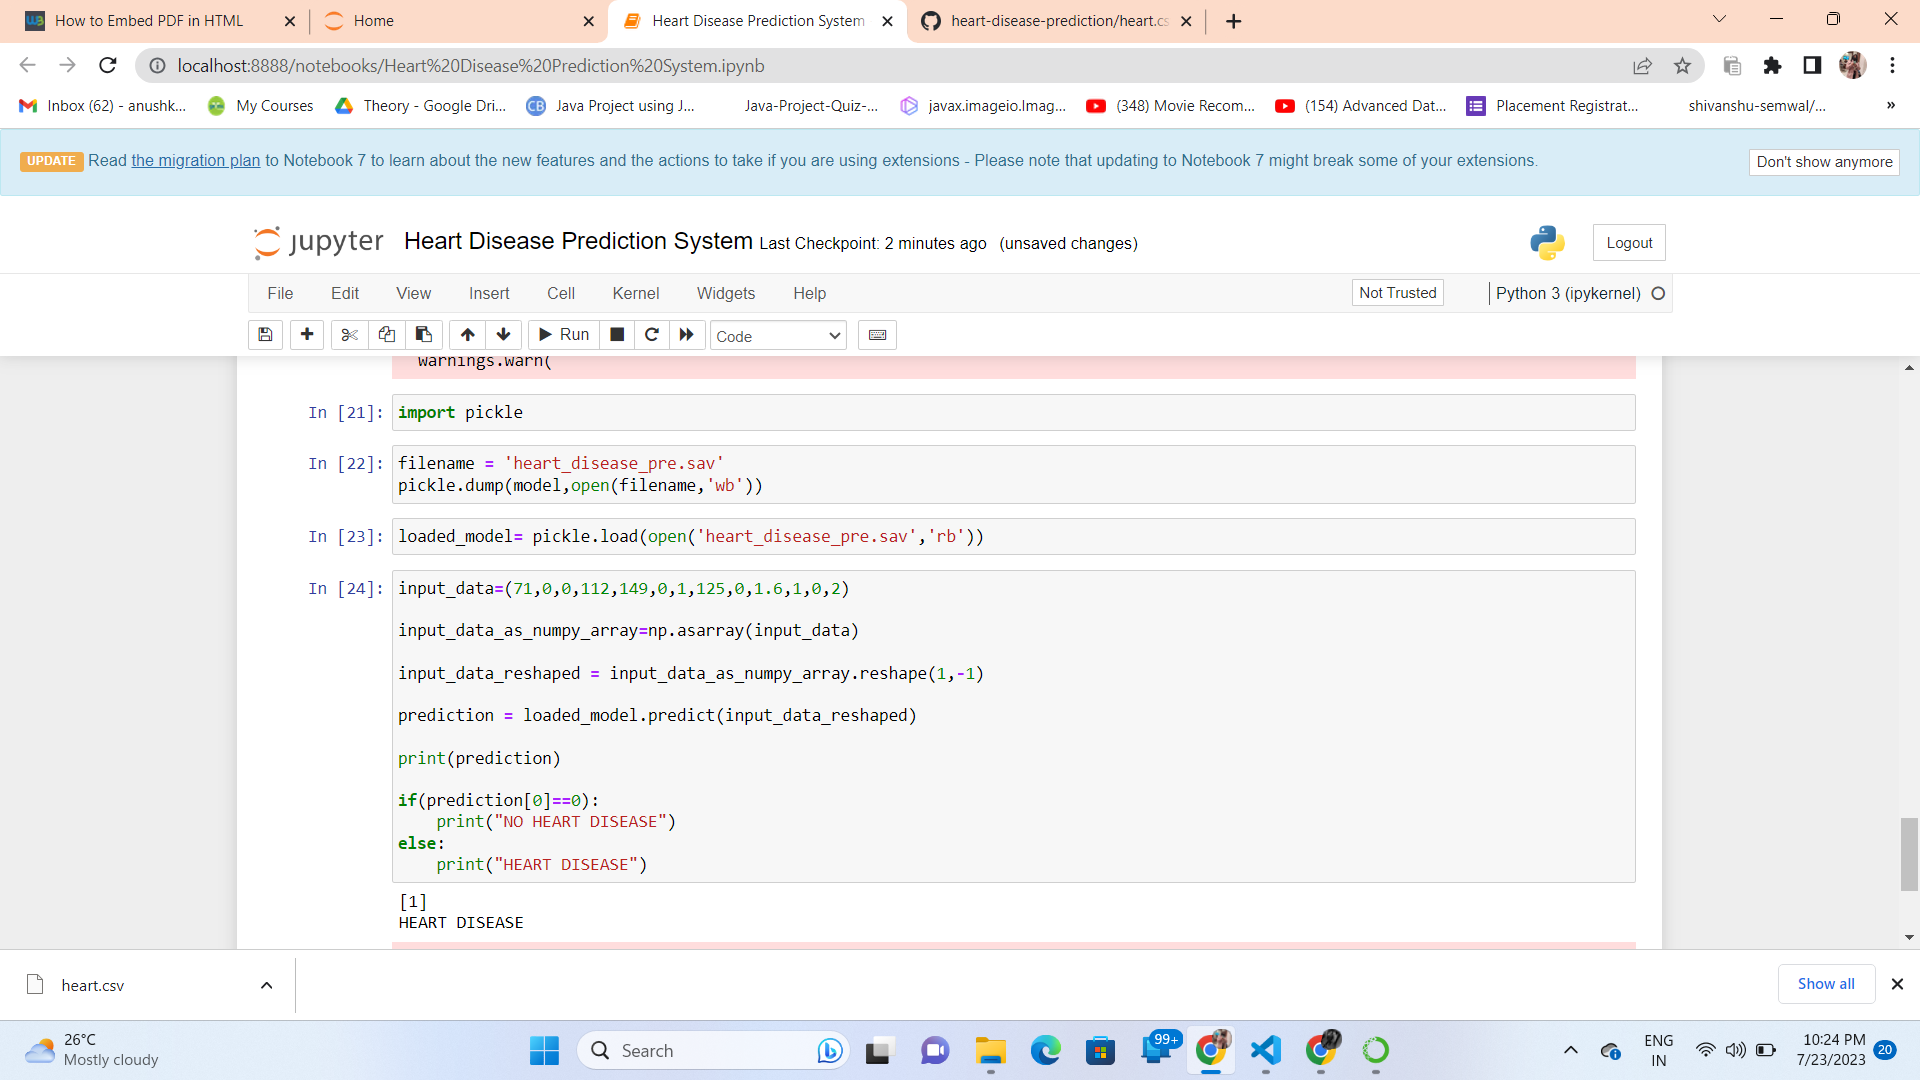 How to Embed PDF in HTML
Home
Heart Disease Prediction System
heart-disease-prediction/heart.cs
localhost:8888/notebooks/Heart%20Disease%20Prediction%20System.ipynb
Inbox (62) - anushk...
My Courses
Theory - Google Dri...
CB
Java Project using J...
Java-Project-Quiz-...
javax.imageio.Imag...
(348) Movie Recom...
(154) Advanced Dat...
Placement Registrat...
shivanshu-semwal/...
»
UPDATE Read the migration plan to Notebook 7 to learn about the new features and the actions to take if you are using extensions - Please note that updating to Notebook 7 might break some of your extensions.
Don't show anymore
jupyter
Heart Disease Prediction System Last Checkpoint: 2 minutes ago (unsaved changes)
Logout
File Edit View Insert Cell Kernel Widgets Help
Not Trusted
Python 3 (ipykernel)
Run
Code
warnings.warn(
In [21]: import pickle
In [22]: filename = 'heart_disease_pre.sav'
pickle.dump(model,open(filename,'wb'))
In [23]: loaded_model= pickle.load(open('heart_disease_pre.sav','rb'))
In [24]: input_data=(71,0,0,112,149,0,1,125,0,1.6,1,0,2)
input_data_as_numpy_array=np.asarray(input_data)
input_data_reshaped = input_data_as_numpy_array.reshape(1,-1)
prediction = loaded_model.predict(input_data_reshaped)
print(prediction)
if(prediction[0]==0):
    print("NO HEART DISEASE")
else:
    print("HEART DISEASE")
[1]
HEART DISEASE
heart.csv
Show all
26°C
Mostly cloudy
Search
99+
ENG
IN
10:24 PM
7/23/2023
20